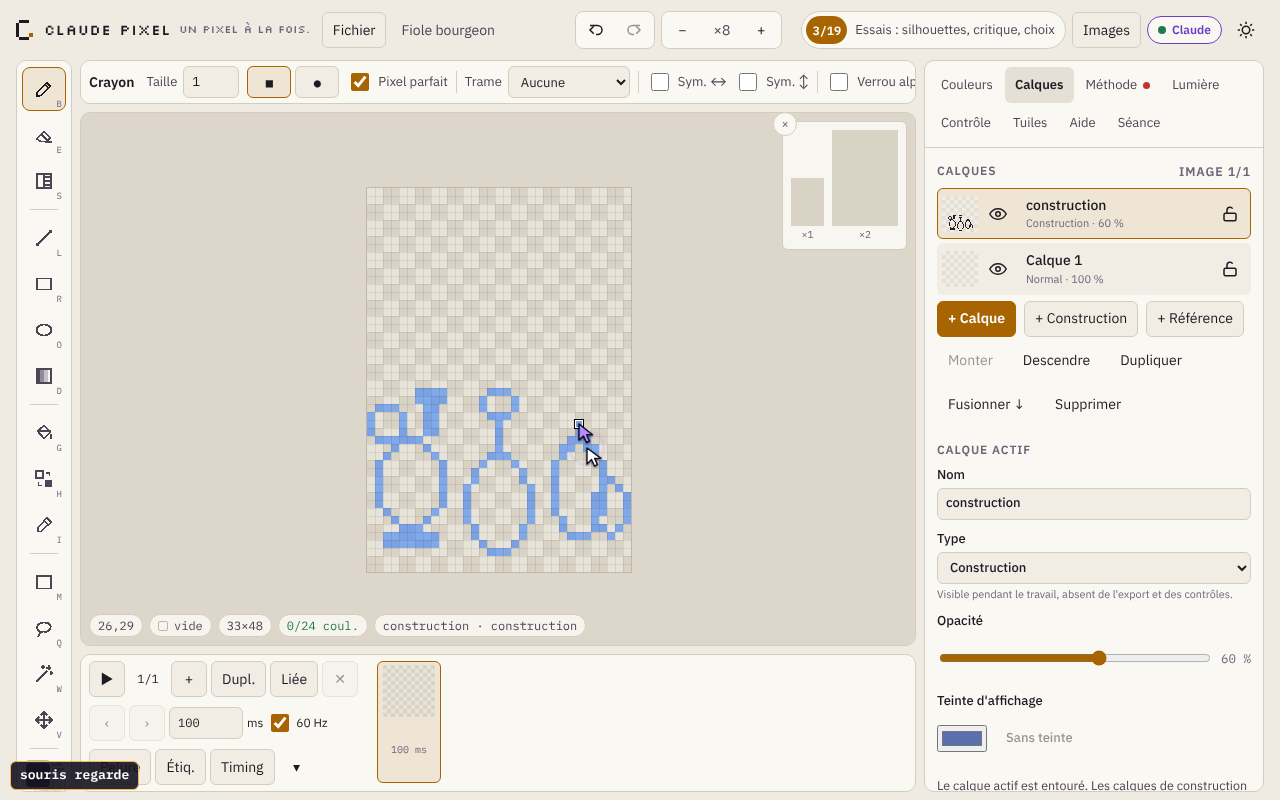 CLAUDE PIXEL UN PIXEL À LA FOIS. Fichier Fiole bourgeon − ×8 + 3/19 Essais : silhouettes, critique, choix Images Claude
Crayon Taille 1 Pixel parfait Trame Aucune Sym. ↔ Sym. ↕ Verrou alp
B
E
S
L
R
O
D
G
H
I
M
Q
W
V
×
×1 ×2
26,29 vide 33×48 0/24 coul. construction · construction
1/1 + Dupl. Liée ✕
‹ › 100 ms 60 Hz
Étiq. Timing ▼
100 ms
souris regarde
Couleurs Calques Méthode Lumière
Contrôle Tuiles Aide Séance
CALQUES IMAGE 1/1
construction
Construction · 60 %
Calque 1
Normal · 100 %
+ Calque + Construction + Référence
Monter Descendre Dupliquer
Fusionner ↓ Supprimer
CALQUE ACTIF
Nom
construction
Type
Construction
Visible pendant le travail, absent de l'export et des contrôles.
Opacité
60 %
Teinte d'affichage
Sans teinte
Le calque actif est entouré. Les calques de construction